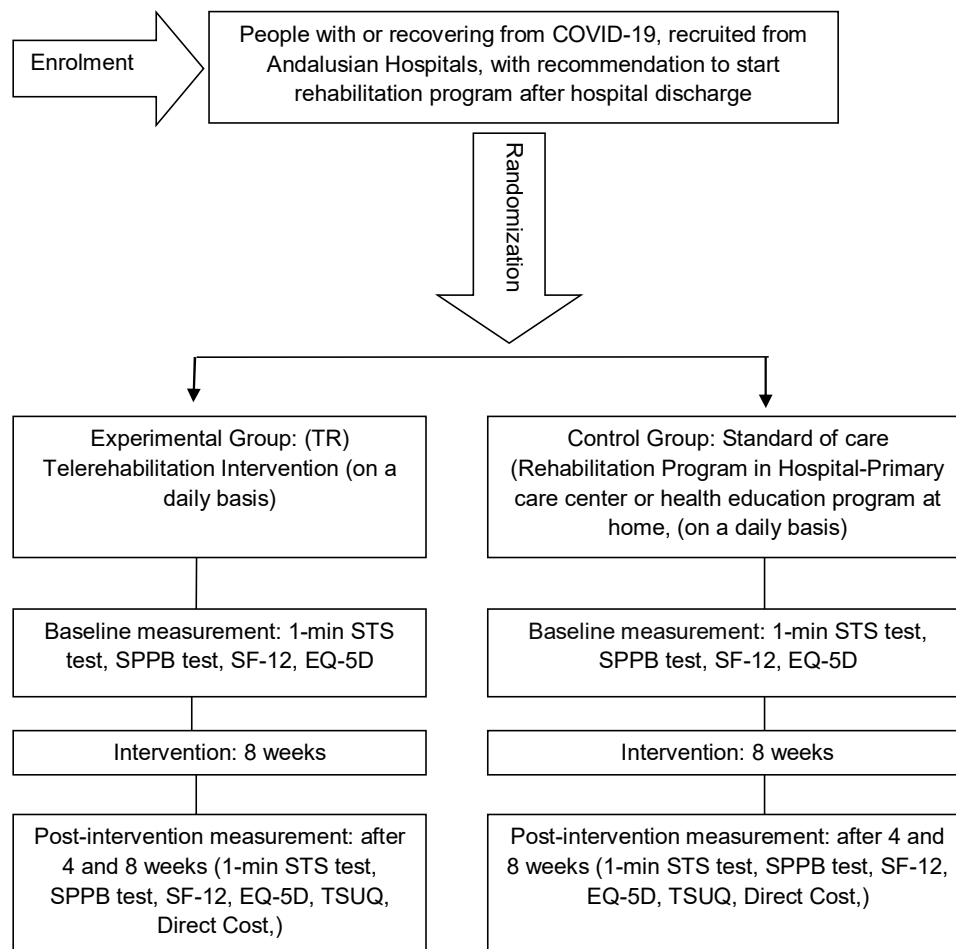 Enrolment
People with or recovering from COVID-19, recruited from
Andalusian Hospitals, with recommendation to start
rehabilitation program after hospital discharge
Randomization
Experimental Group: (TR)
Telerehabilitation Intervention (on a
daily basis)
Control Group: Standard of care
(Rehabilitation Program in Hospital-Primary
care center or health education program at
home, (on a daily basis)
Baseline measurement: 1-min STS
test, SPPB test, SF-12, EQ-5D
Baseline measurement: 1-min STS test,
SPPB test, SF-12, EQ-5D
Intervention: 8 weeks
Intervention: 8 weeks
Post-intervention measurement: after
4 and 8 weeks (1-min STS test,
SPPB test, SF-12, EQ-5D, TSUQ,
Direct Cost,)
Post-intervention measurement: after 4 and
8 weeks (1-min STS test, SPPB test, SF-12,
EQ-5D, TSUQ, Direct Cost,)